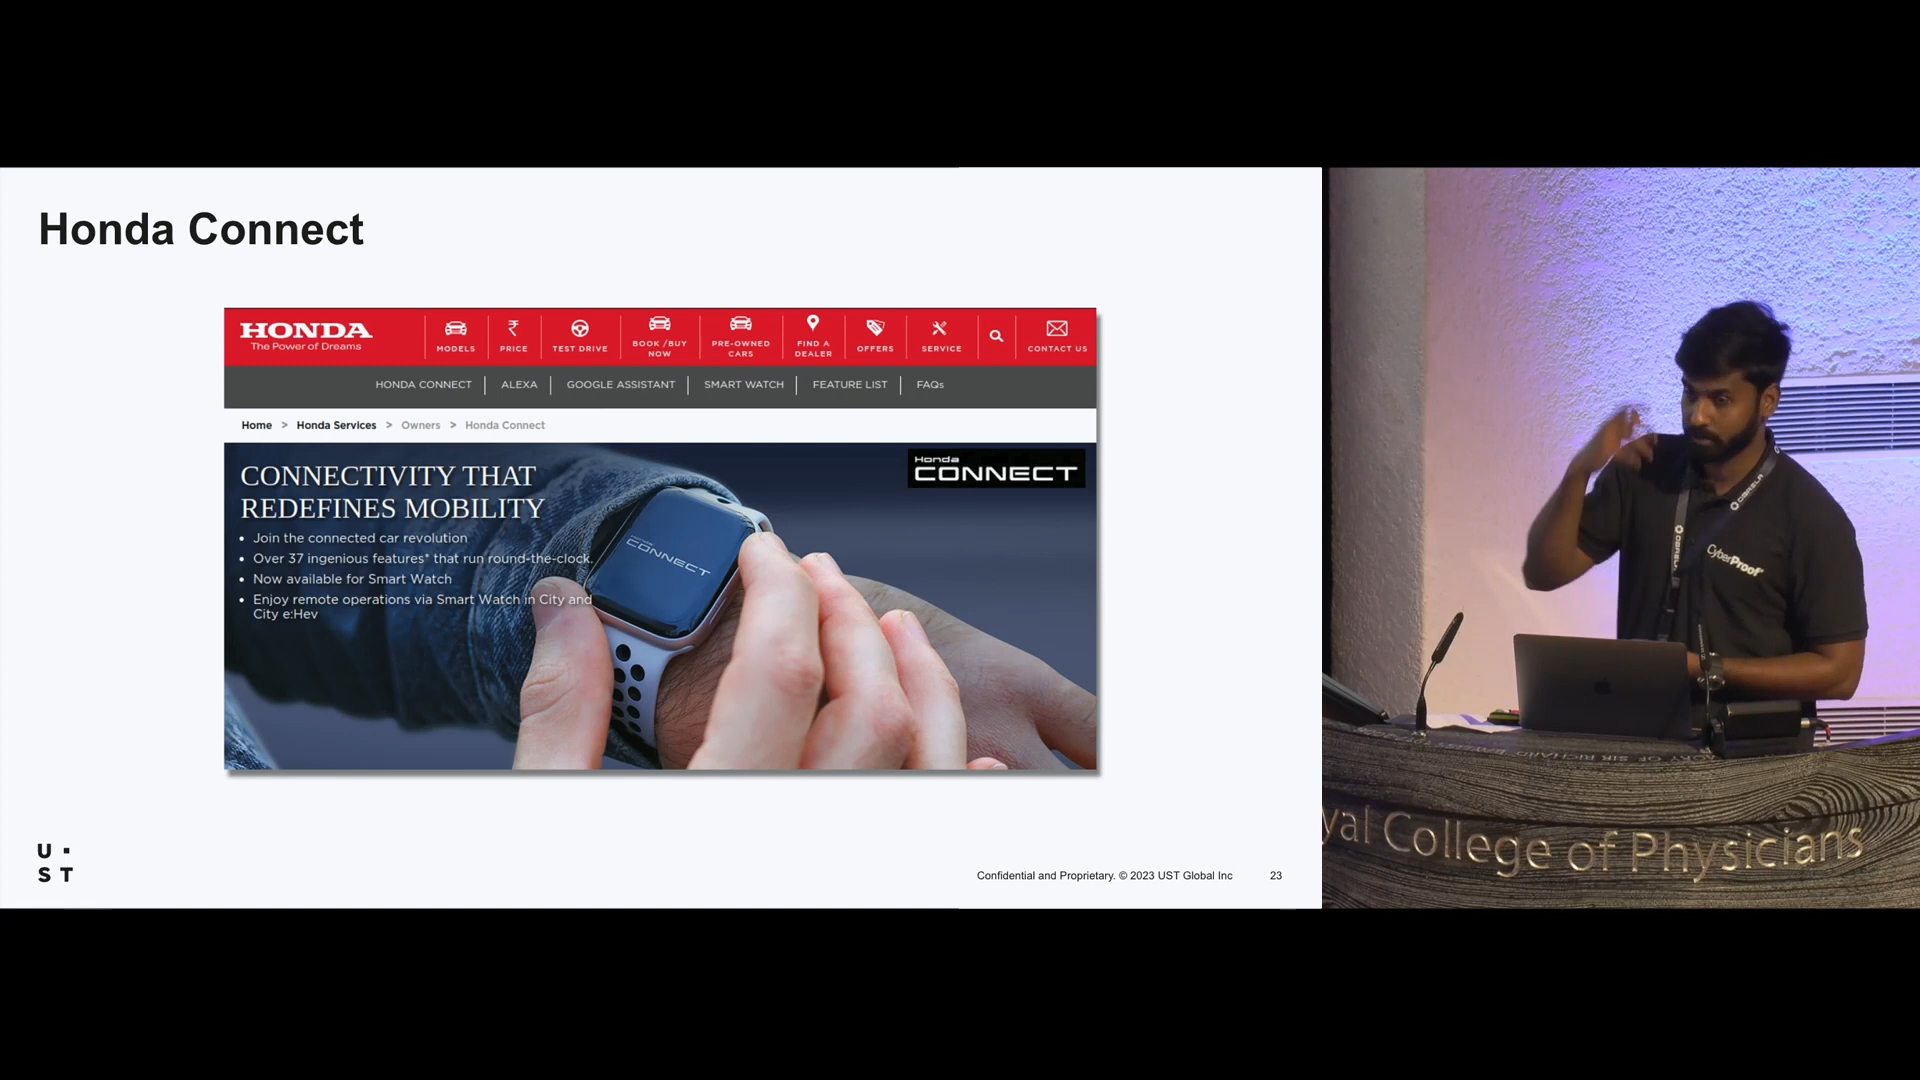 Honda Connect
HONDA
The Power of Dreams
MODELS
PRICE
TEST DRIVE
BOOK /BUY
NOW
PRE-OWNED
CARS
FIND A
DEALER
OFFERS
SERVICE
CONTACT US
HONDA CONNECT
ALEXA
GOOGLE ASSISTANT
SMART WATCH
FEATURE LIST
FAQs
Home > Honda Services > Owners > Honda Connect
CONNECTIVITY THAT
REDEFINES MOBILITY
Honda
CONNECT
• Join the connected car revolution
• Over 37 ingenious features* that run round-the-clock.
• Now available for Smart Watch
• Enjoy remote operations via Smart Watch in City and
City e:Hev
CONNECT
U ▪
S T
Confidential and Proprietary. © 2023 UST Global Inc
23
CyberProof
yal College of Physicians